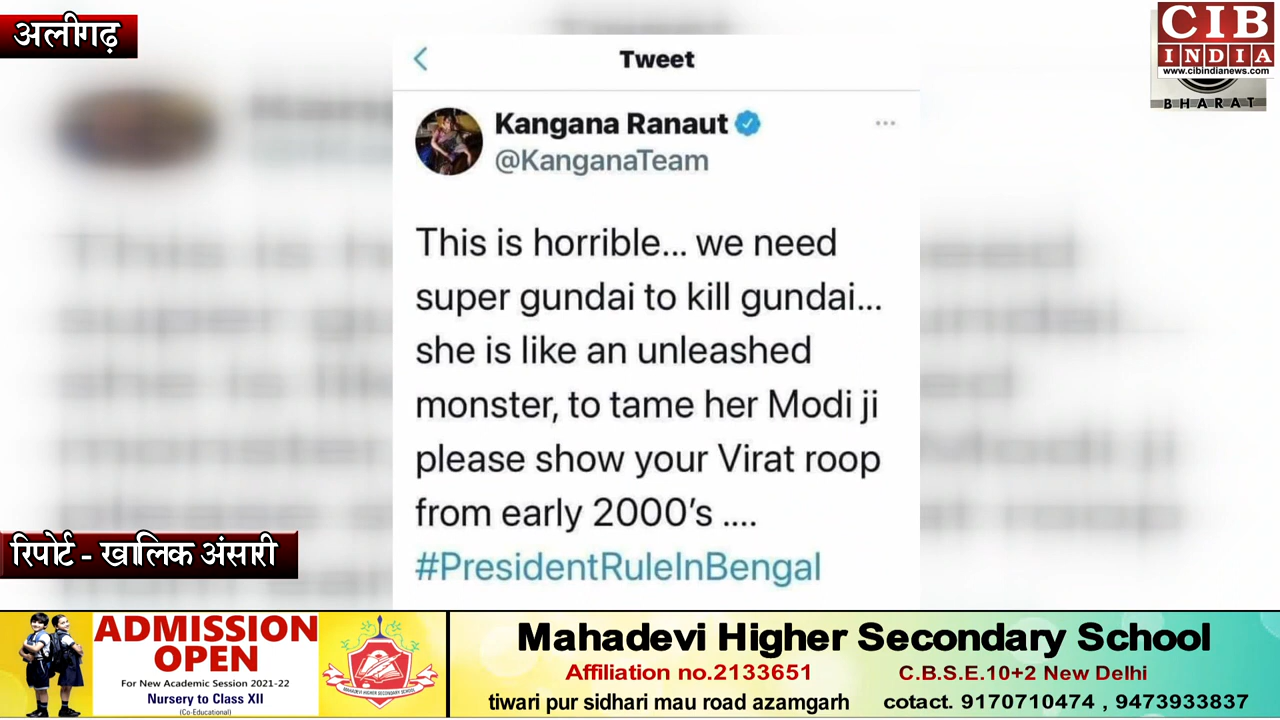 अलीगढ़
CIB
INDIA
www.cibindianews.com
BHARAT
Tweet
Kangana Ranaut
@KanganaTeam
This is horrible... we need
super gundai to kill gundai...
she is like an unleashed
monster, to tame her Modi ji
please show your Virat roop
from early 2000's ....
#PresidentRuleInBengal
रिपोर्ट - खालिक अंसारी
ADMISSION
OPEN
For New Academic Session 2021-22
Nursery to Class XII
(Co-Educational)
MAHADEVI HIGHER SECONDARY SCHOOL
Mahadevi Higher Secondary School
Affiliation no.2133651 C.B.S.E.10+2 New Delhi
tiwari pur sidhari mau road azamgarh cotact. 9170710474 , 9473933837